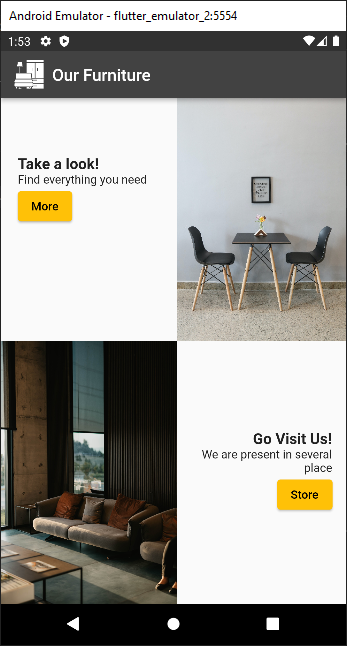 Android Emulator - flutter_emulator_2:5554
1:53
Our Furniture
Take a look!
Find everything you need
More
Go Visit Us!
We are present in several
place
Store